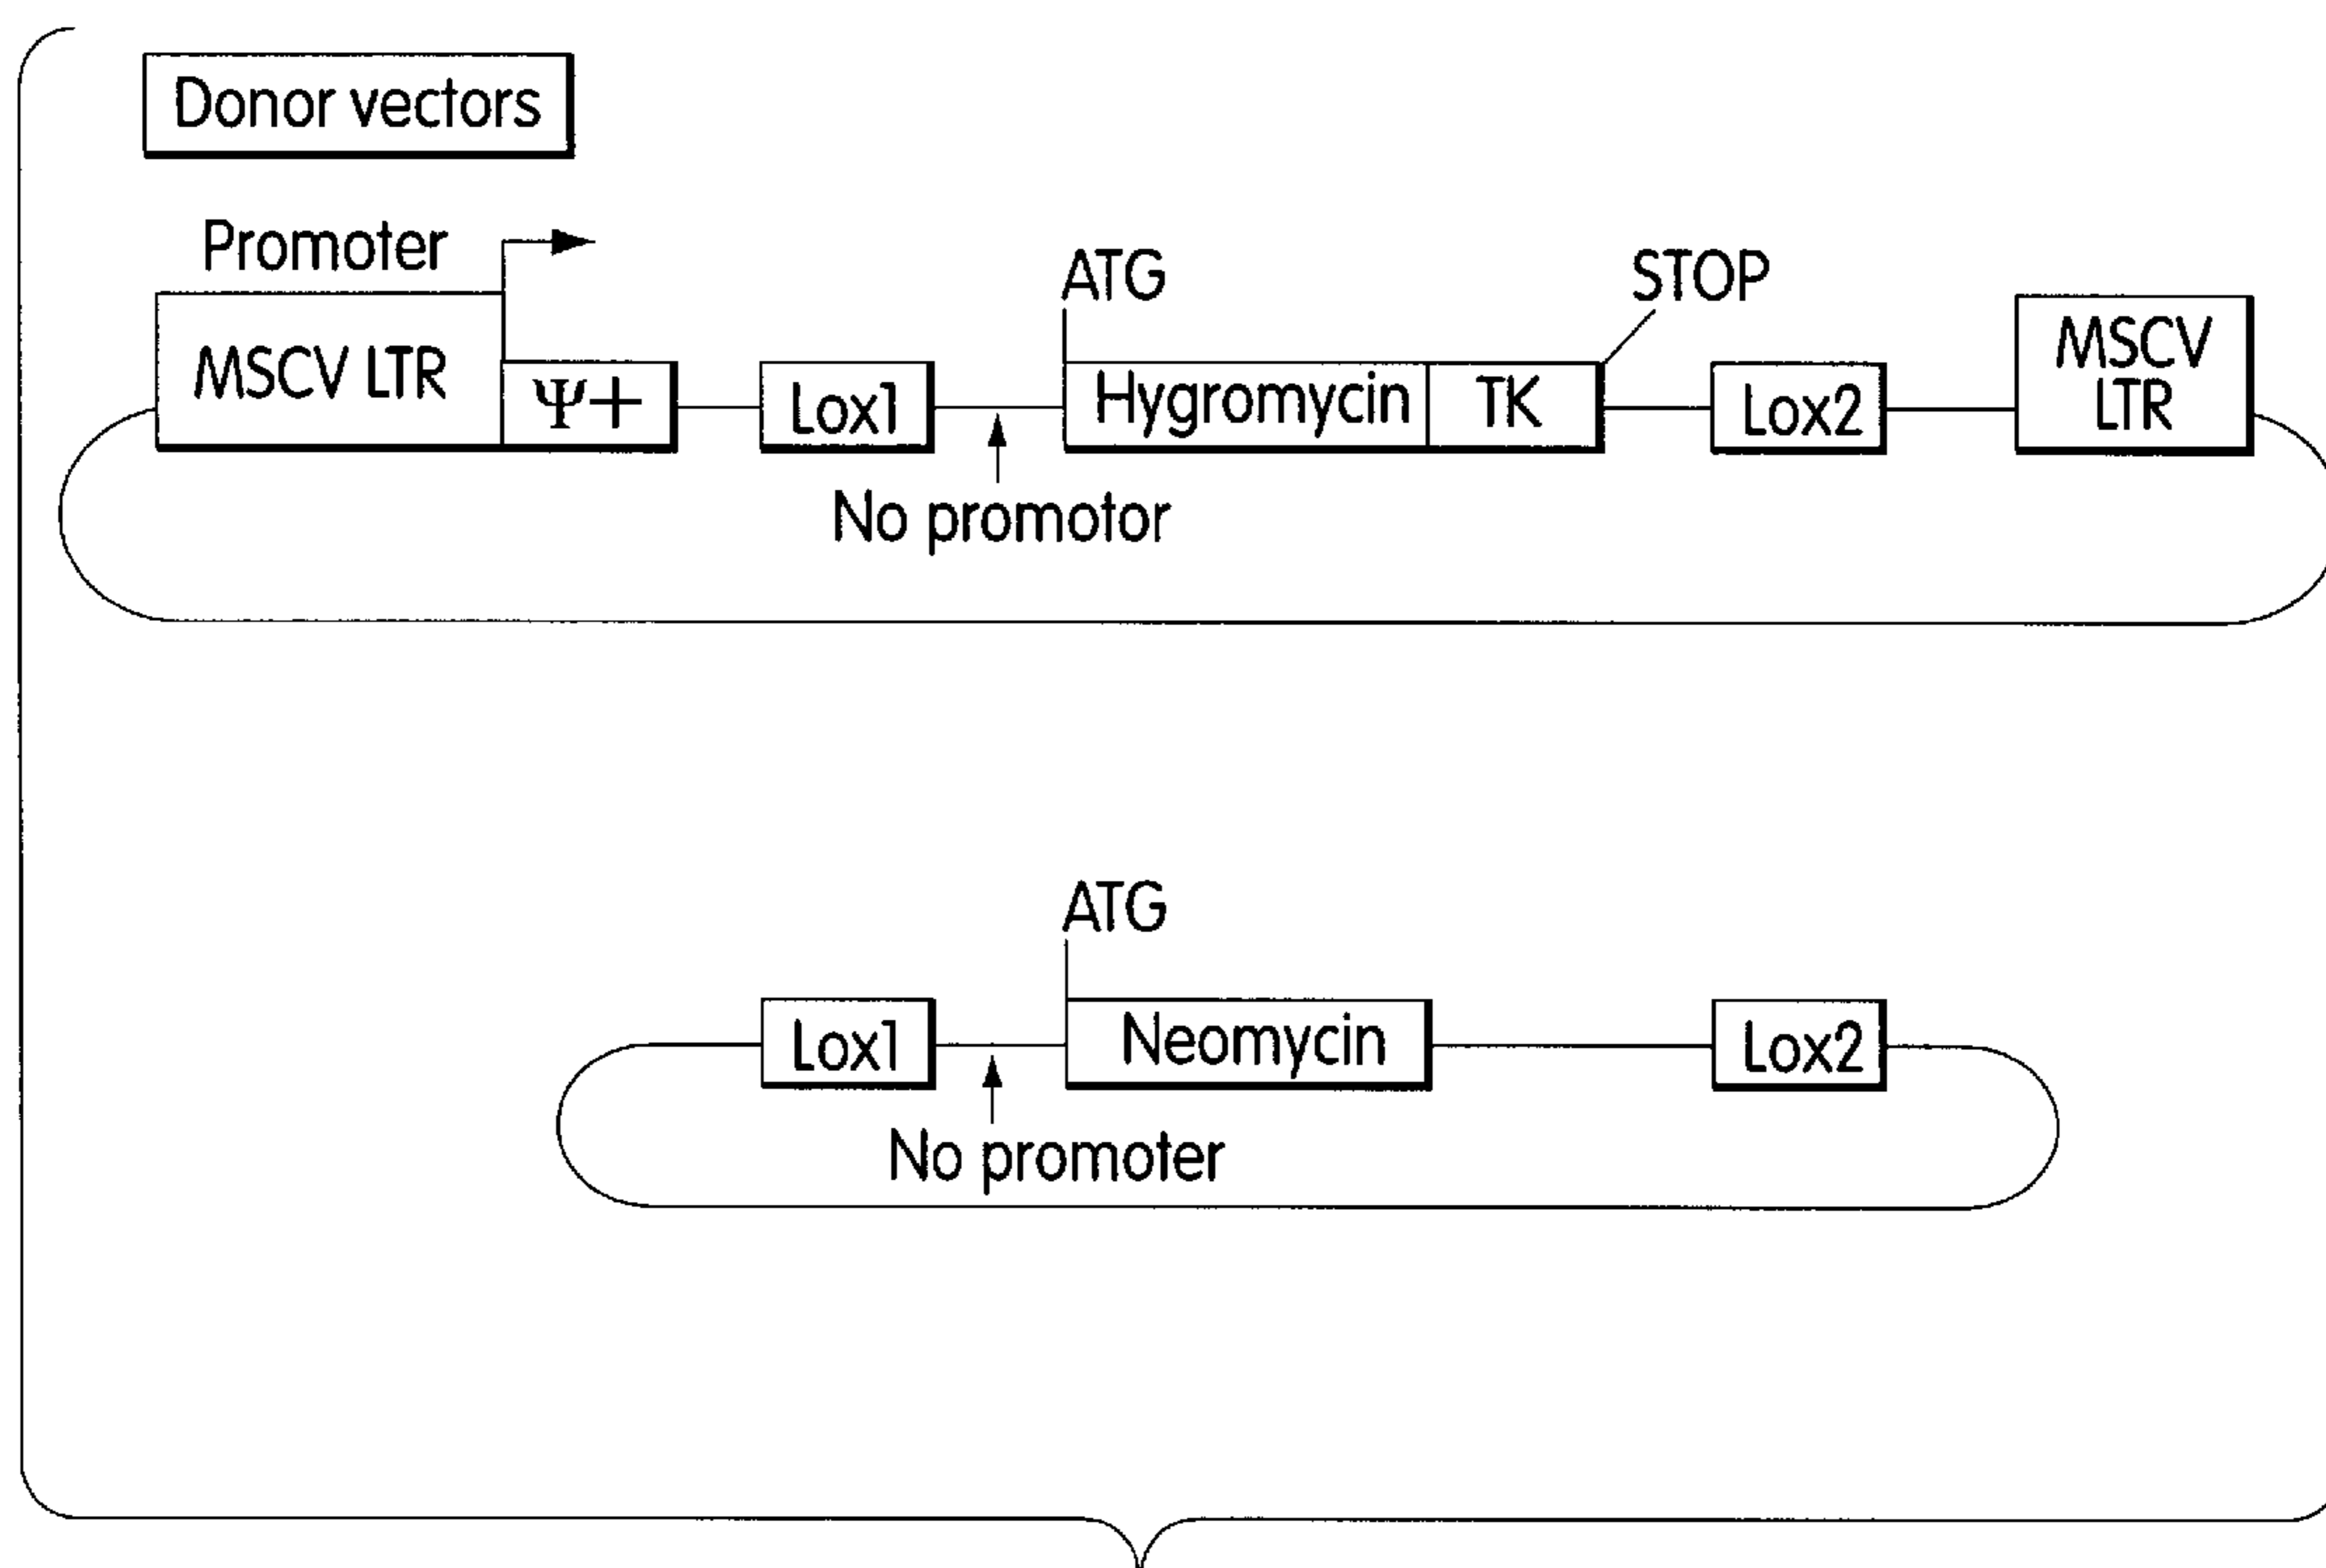 Donor vectors
Promoter
ATG
STOP
MSCV LTR
Ψ+
Lox1
Hygromycin
TK
Lox2
MSCV
LTR
No promotor
ATG
Lox1
Neomycin
Lox2
No promoter